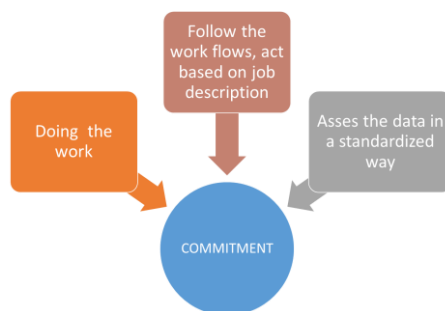 Follow the
work flows, act
based on job
description
Doing the
work
Asses the data in
a standardized
way
COMMITMENT